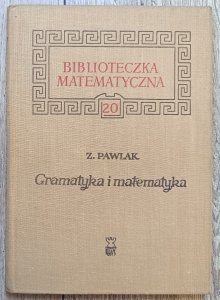 BIBLIOTECZKA
MATEMATYCZNA
20
Z. PAWLAK
Gramatyka i matematyka